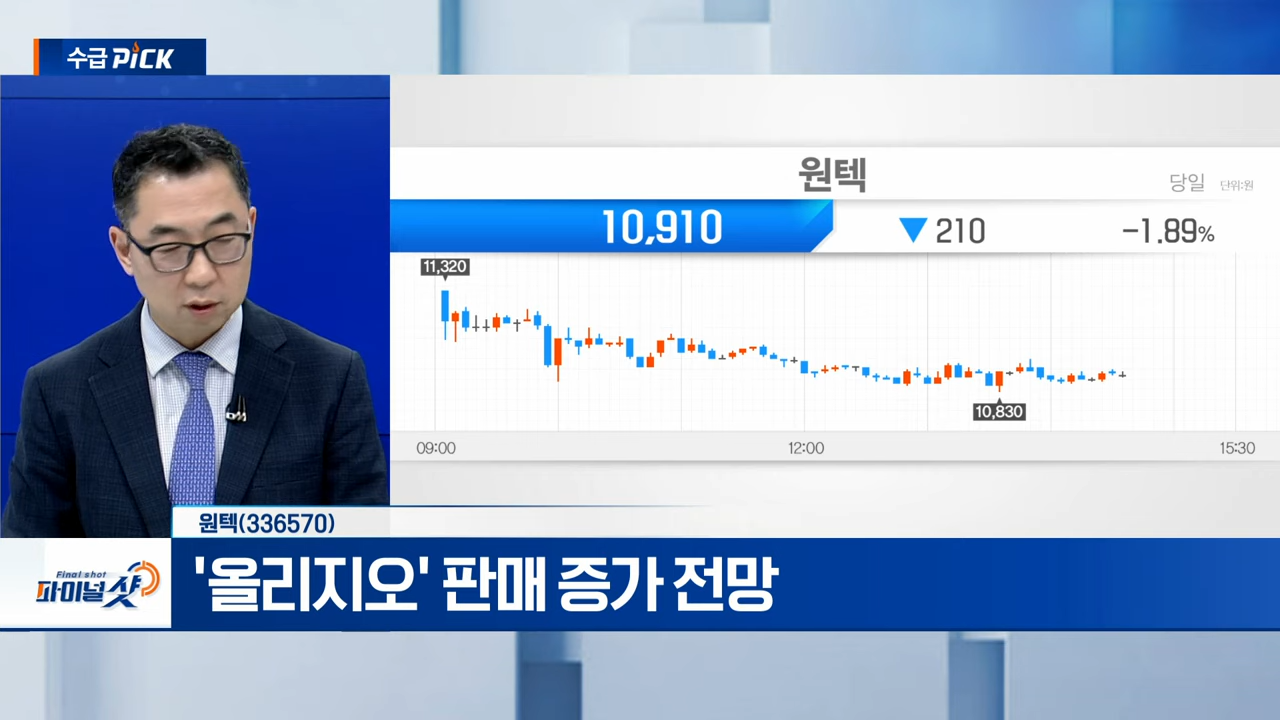 수급 PiCK
원텍
당일 단위:원
10,910 ▼ 210 -1.89%
11,320
10,830
09:00 12:00 15:30
원텍(336570)
Final shot
파이널샷
'올리지오' 판매 증가 전망